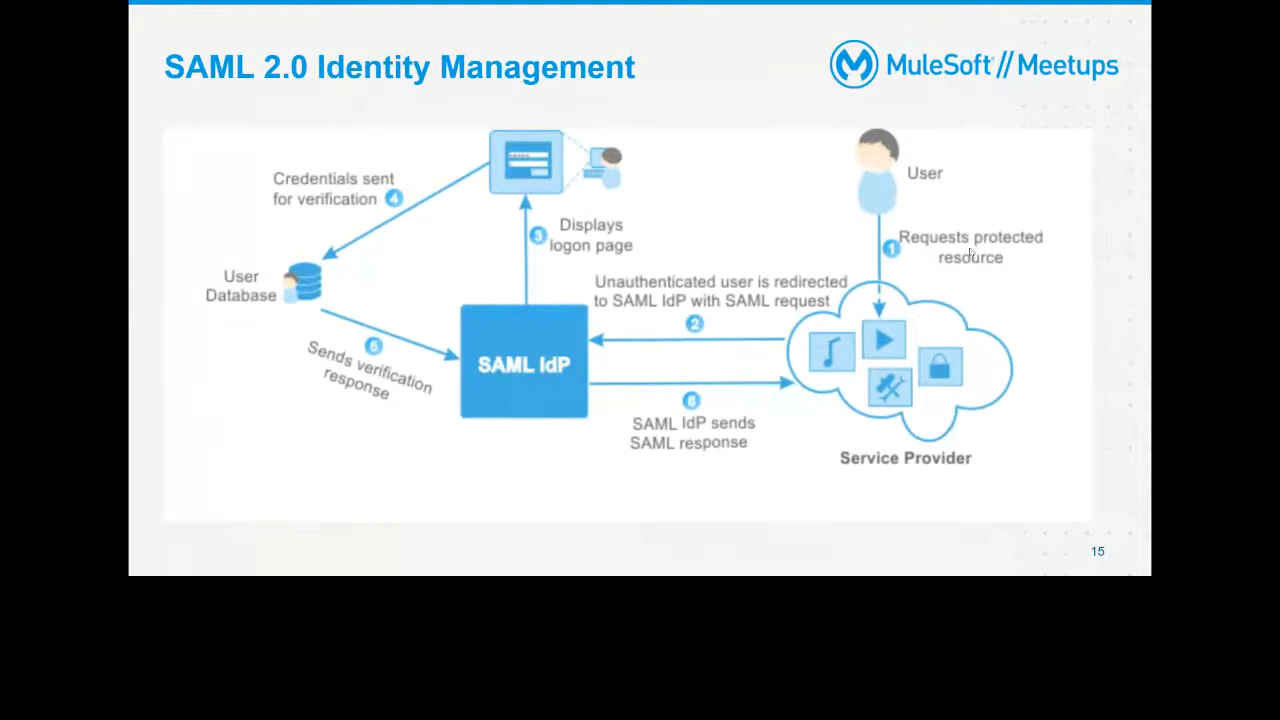 SAML 2.0 Identity Management
MuleSoft // Meetups
User
1
Requests protected
resource
Unauthenticated user is redirected
to SAML IdP with SAML request
2
3
Displays
logon page
Credentials sent
for verification 4
User
Database
5
Sends verification
response
SAML IdP
6
SAML IdP sends
SAML response
Service Provider
15